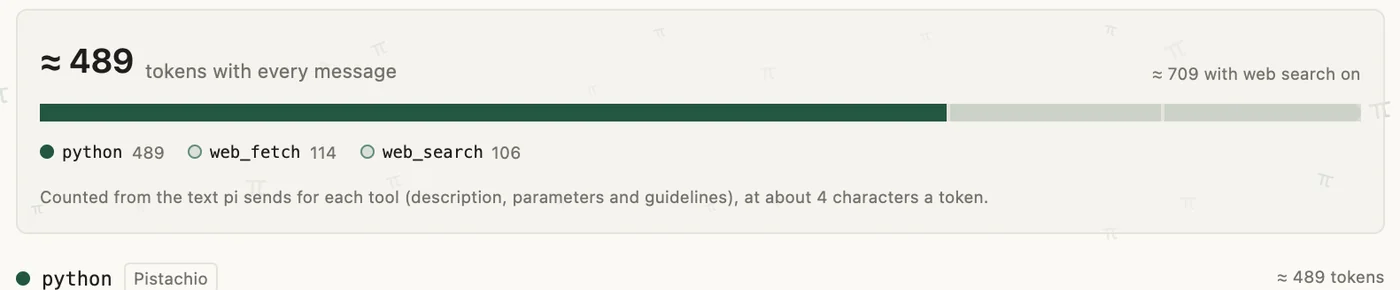 ≈ 489 tokens with every message
≈ 709 with web search on
python 489 web_fetch 114 web_search 106
Counted from the text pi sends for each tool (description, parameters and guidelines), at about 4 characters a token.
python Pistachio
≈ 489 tokens